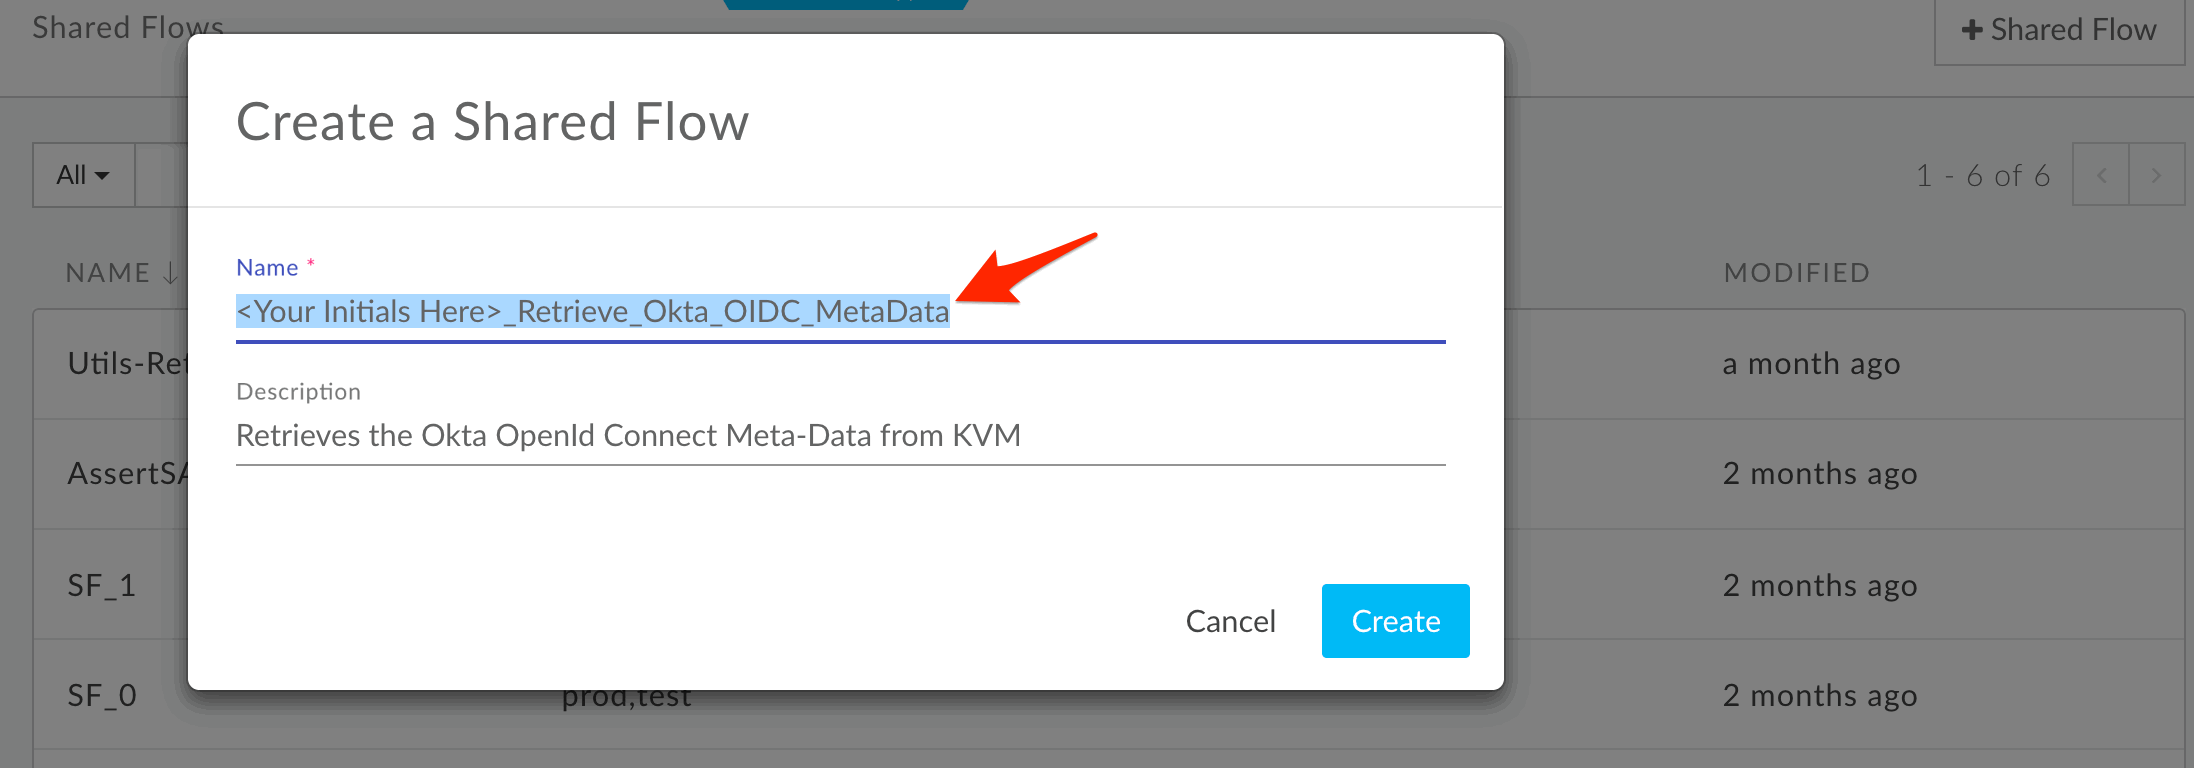 Shared Flows
+ Shared Flow
Create a Shared Flow
All
1 - 6 of 6
Name *
NAME ↓
MODIFIED
<Your Initials Here>_Retrieve_Okta_OIDC_MetaData
Utils-Ret
a month ago
Description
Retrieves the Okta OpenId Connect Meta-Data from KVM
AssertSA
2 months ago
SF_1
2 months ago
Cancel
Create
SF_0
prod,test
2 months ago